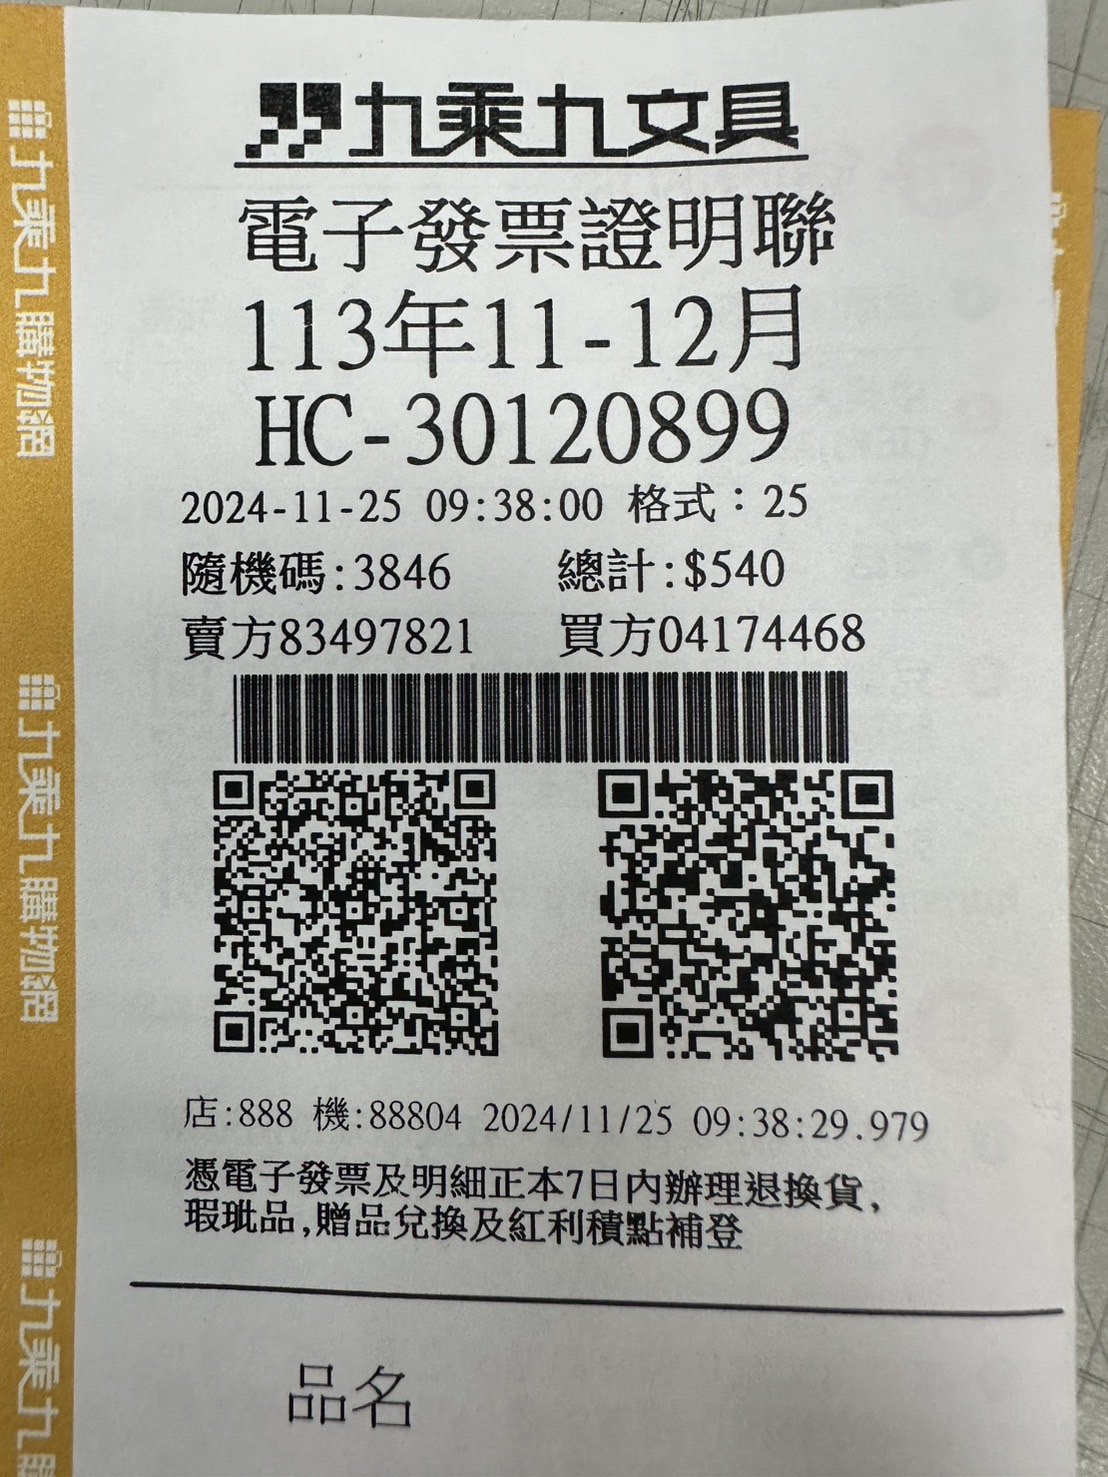 九乘九文具
電子發票證明聯
113年11-12月
HC-30120899
2024-11-25 09:38:00 格式：25
隨機碼:3846 總計:$540
賣方83497821 買方04174468
店:888 機:88804 2024/11/25 09:38:29.979
憑電子發票及明細正本7日內辦理退換貨,
瑕玼品,贈品兌換及紅利積點補登
品名
九乘九購物網
九乘九購物網
九乘九購